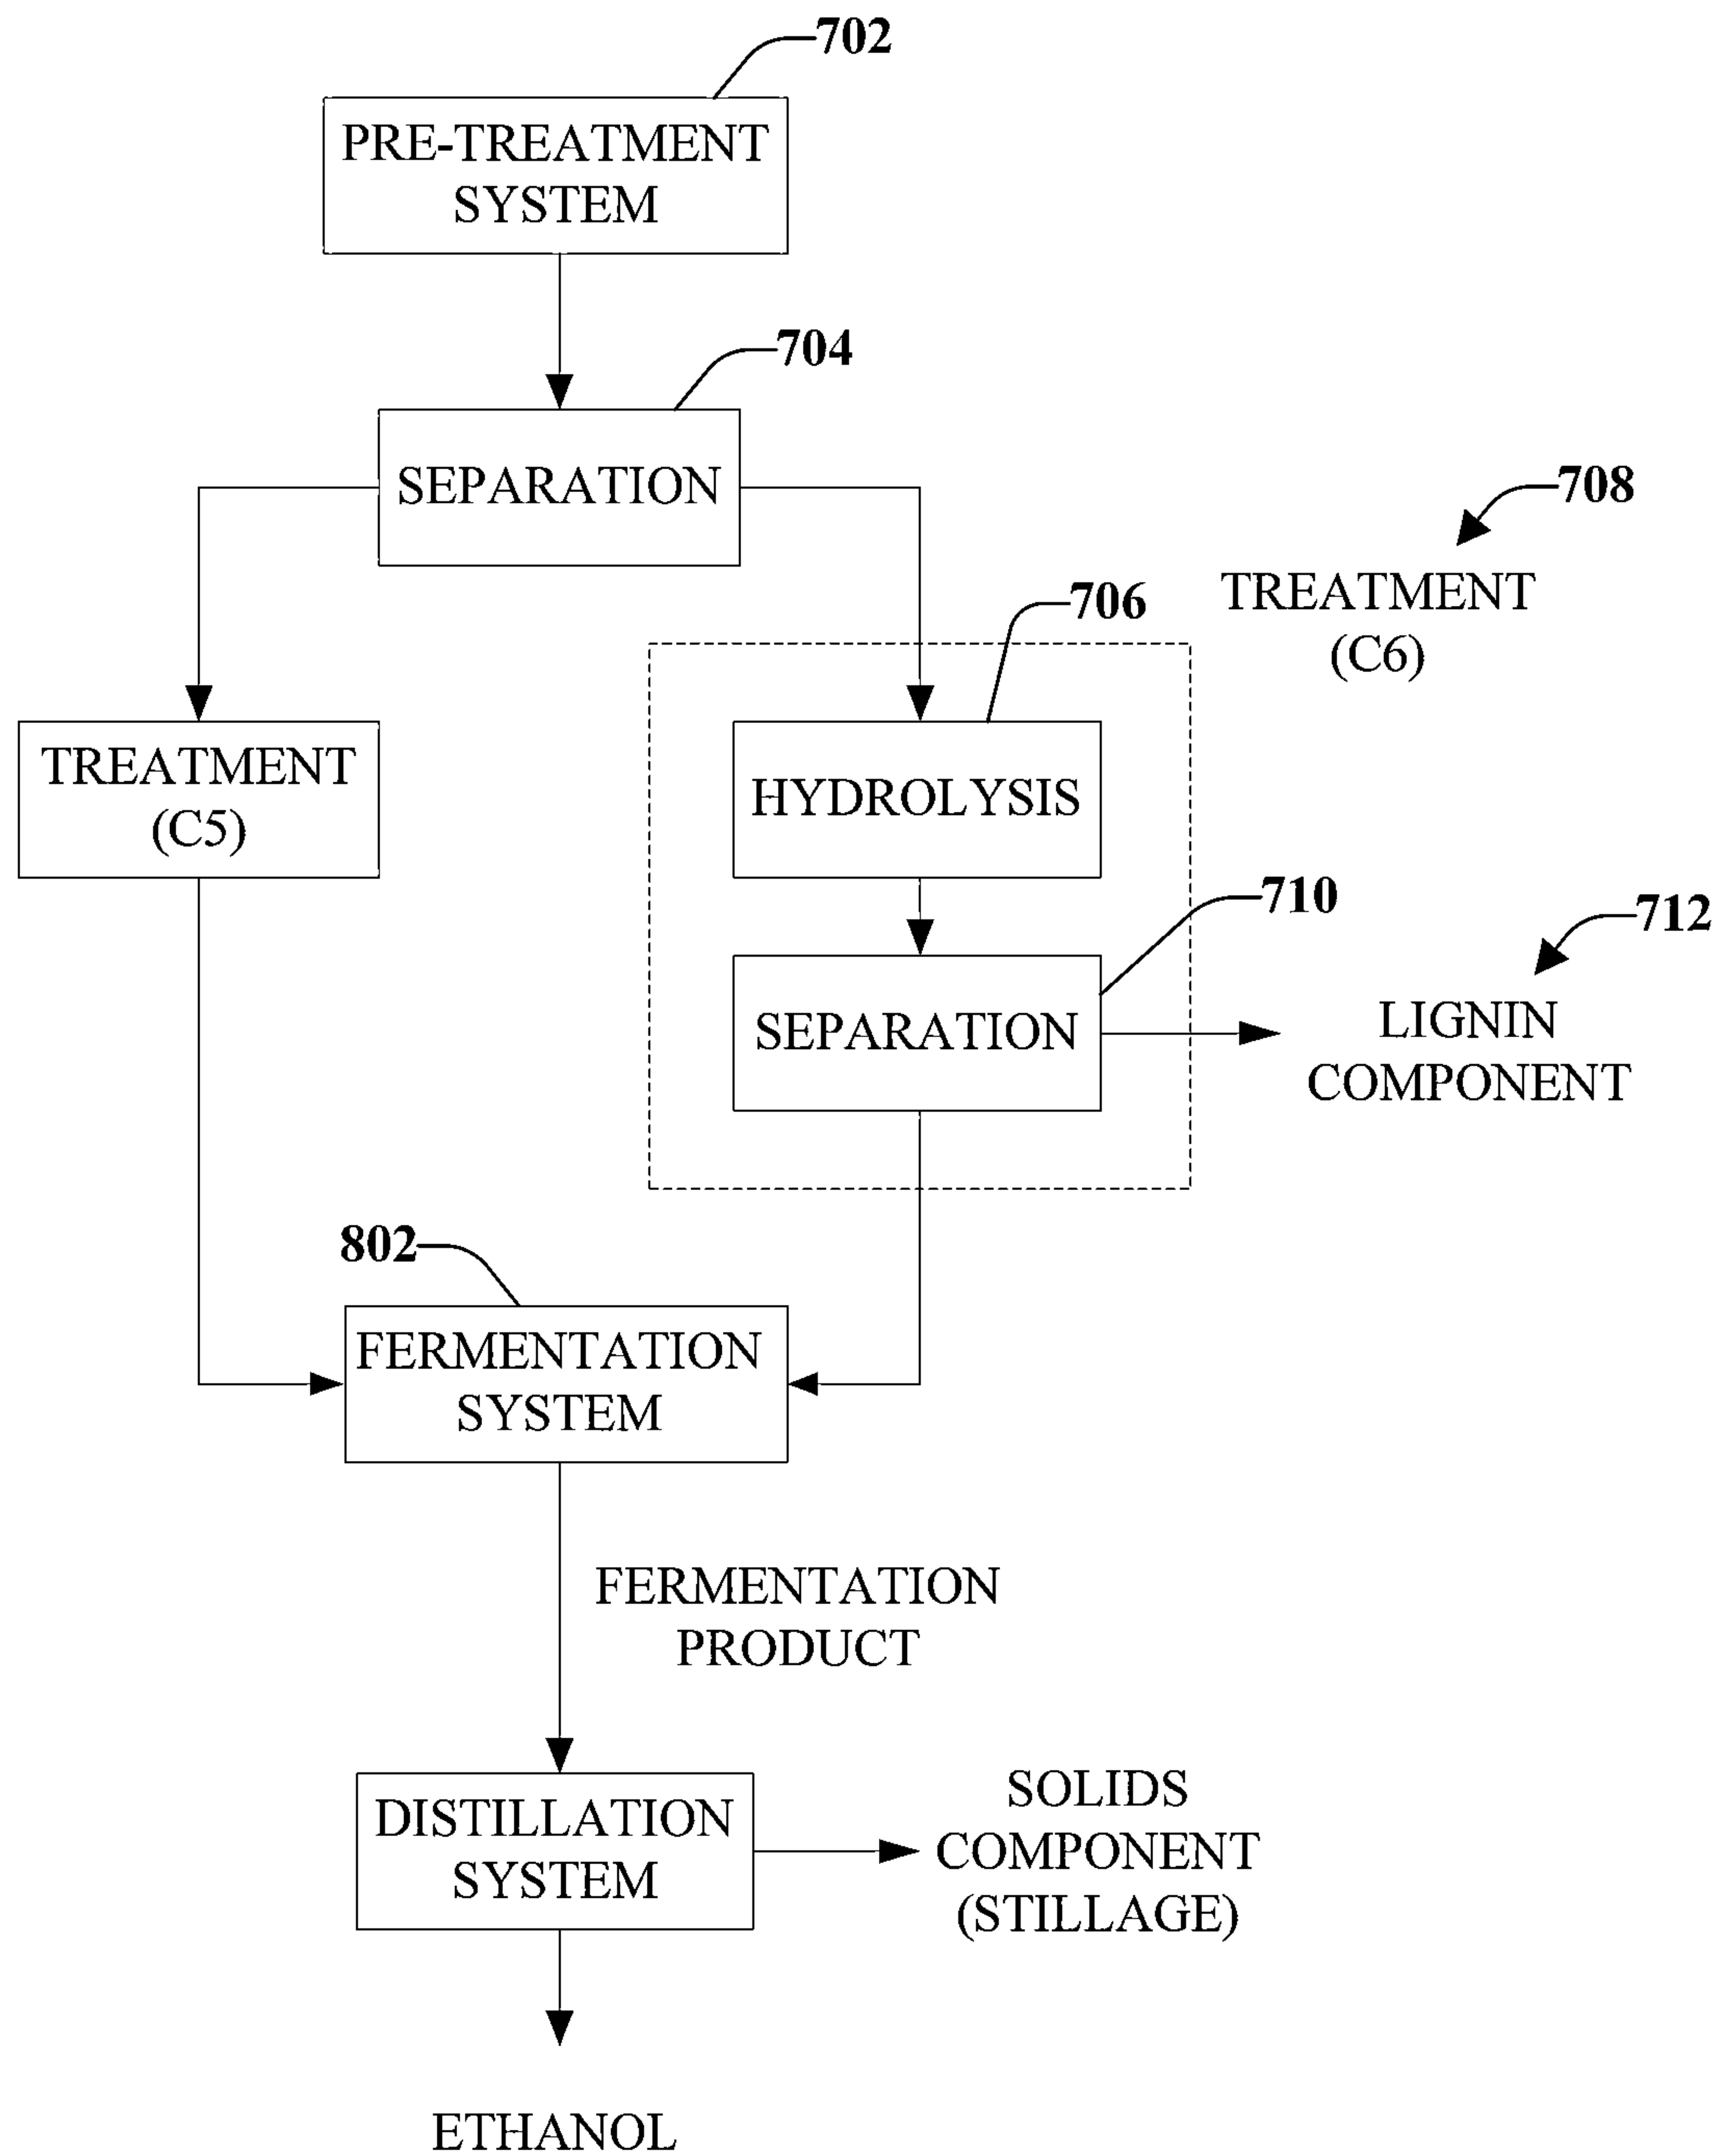 702
PRE-TREATMENT
SYSTEM
704
SEPARATION
708
TREATMENT
(C6)
706
TREATMENT
(C5)
HYDROLYSIS
710
712
SEPARATION
LIGNIN
COMPONENT
802
FERMENTATION
SYSTEM
FERMENTATION
PRODUCT
DISTILLATION
SYSTEM
SOLIDS
COMPONENT
(STILLAGE)
ETHANOL